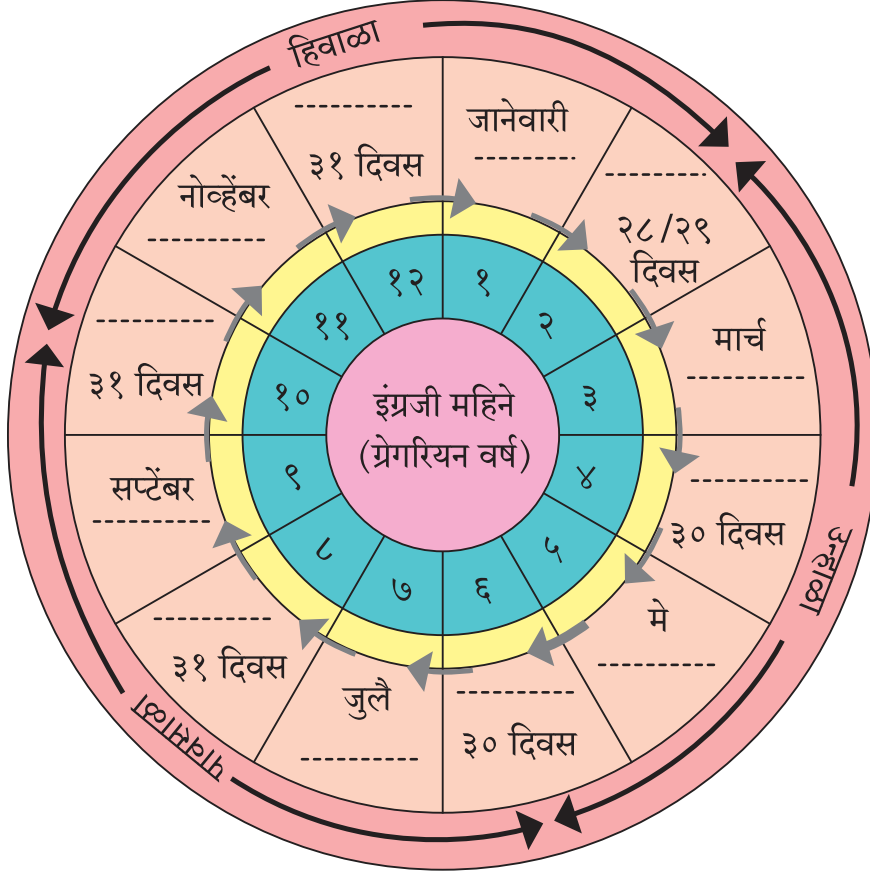 हिवाळा
उन्हाळा
पावसाळा
इंग्रजी महिने
(ग्रेगरियन वर्ष)
१
जानेवारी
२
२८/२९
दिवस
३
मार्च
४
३० दिवस
५
मे
६
३० दिवस
७
जुलै
८
३१ दिवस
९
सप्टेंबर
१०
३१ दिवस
११
नोव्हेंबर
१२
३१ दिवस